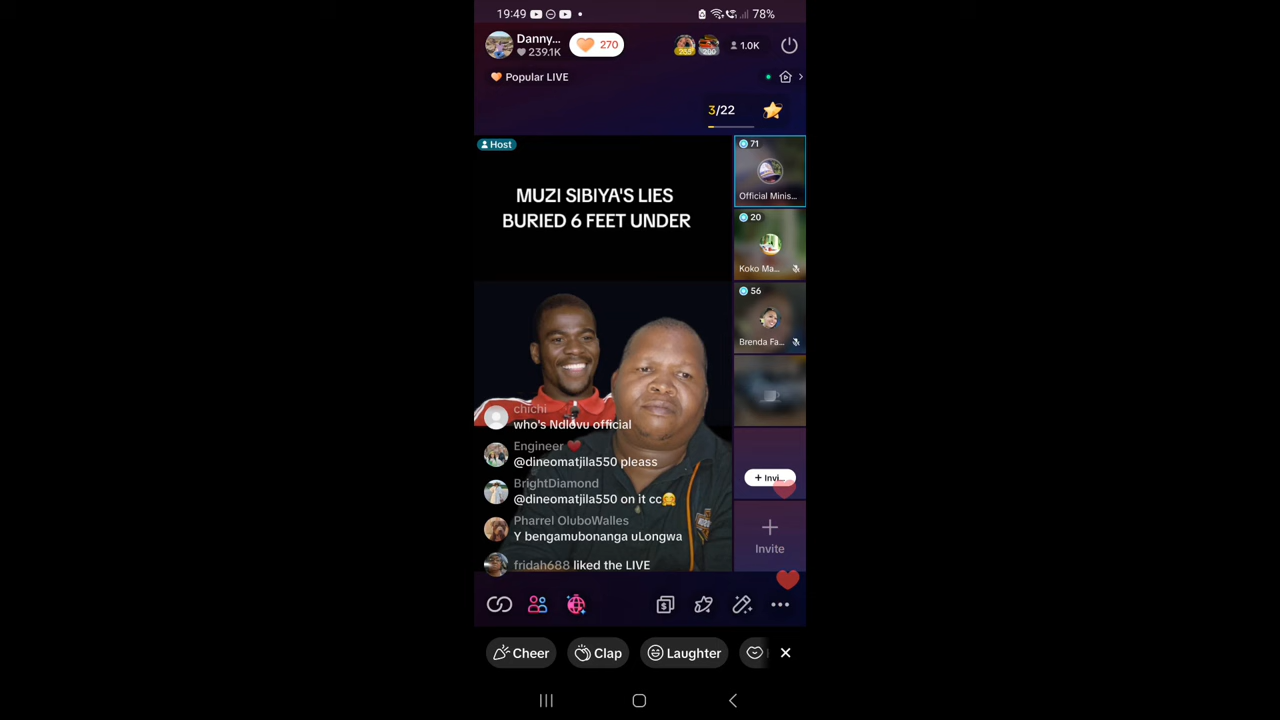 19:49
78%
Danny...
239.1K
270
265
200
1.0K
Popular LIVE
3/22
Host
MUZI SIBIYA'S LIES
BURIED 6 FEET UNDER
71
Official Minis...
20
Koko Ma...
56
Brenda Fa...
chichi
who's Ndlovu official
Engineer
@dineomatjila550 pleass
BrightDiamond
@dineomatjila550 on it cc
Pharrel OluboWalles
Y bengamubonanga uLongwa
fridah688 liked the LIVE
+ Invi...
Invite
Cheer
Clap
Laughter